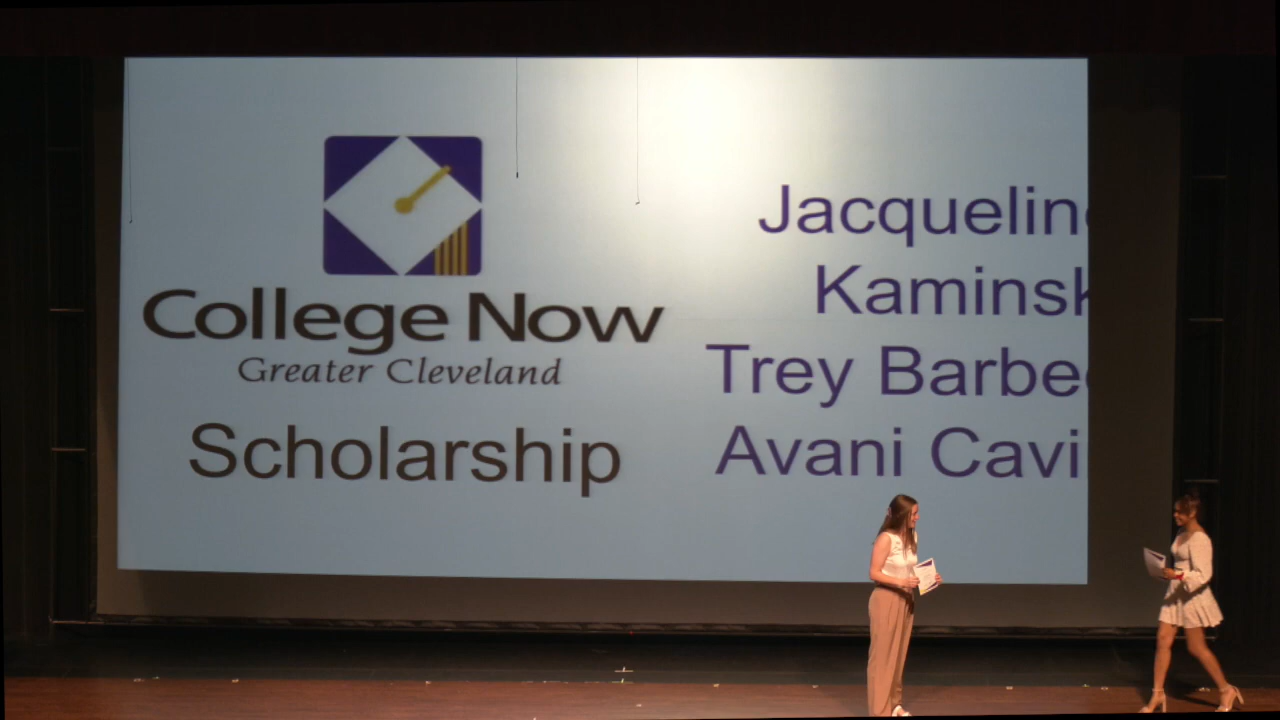 College Now
Greater Cleveland
Scholarship
Jacquelin
Kaminsk
Trey Barbe
Avani Cavi